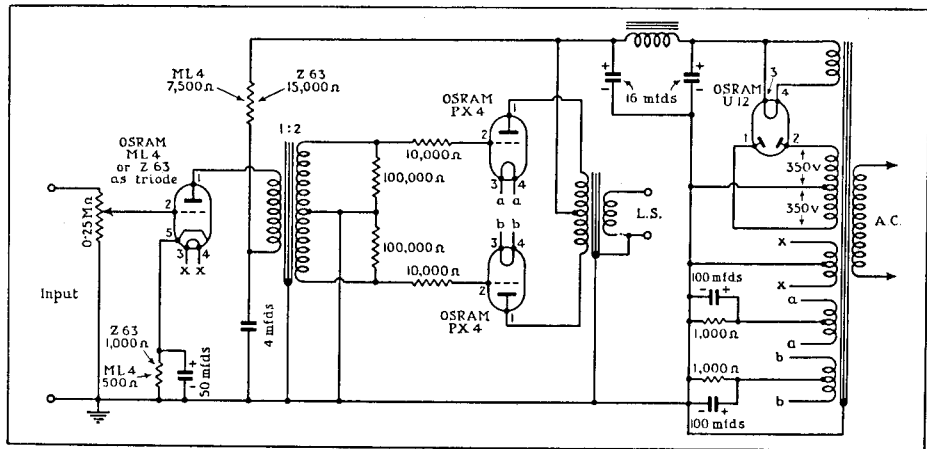 ML 4
7,500Ω
Z 63
15,000Ω
OSRAM
ML 4
or Z 63
as triode
0·25MΩ
Input
1
2
5
3
4
x
x
Z 63
1,000Ω
ML 4
500Ω
50 mfds
4 mfds
1:2
10,000Ω
100,000Ω
100,000Ω
10,000Ω
OSRAM
PX 4
1
2
3
4
a
a
b
b
3
4
2
1
OSRAM
PX 4
L.S.
+
-
+
-
16 mfds
OSRAM
U 12
3
4
1
2
350v
350v
A.C.
x
x
100 mfds
-
+
1,000Ω
a
a
b
1,000Ω
b
-
+
100 mfds
+
-